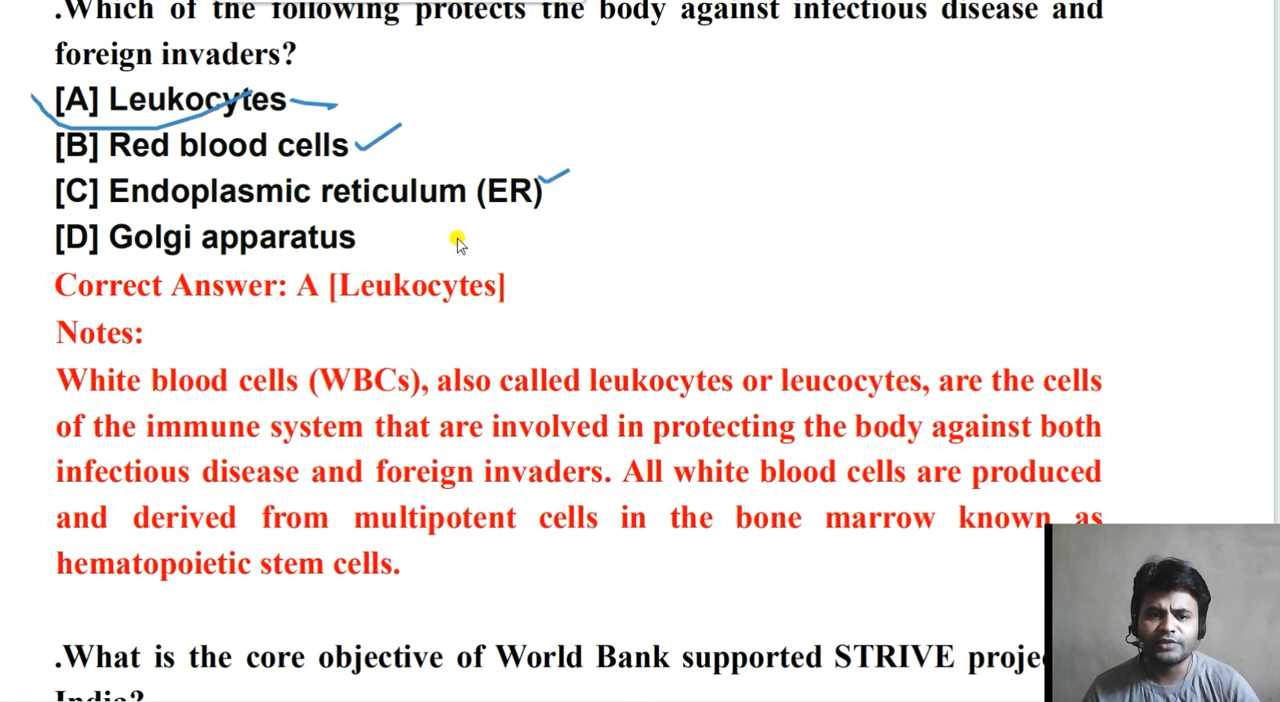 .Which of the following protects the body against infectious disease and
foreign invaders?
[A] Leukocytes
[B] Red blood cells
[C] Endoplasmic reticulum (ER)
[D] Golgi apparatus
Correct Answer: A [Leukocytes]
Notes:
White blood cells (WBCs), also called leukocytes or leucocytes, are the cells
of the immune system that are involved in protecting the body against both
infectious disease and foreign invaders. All white blood cells are produced
and derived from multipotent cells in the bone marrow known as
hematopoietic stem cells.
.What is the core objective of World Bank supported STRIVE
India?